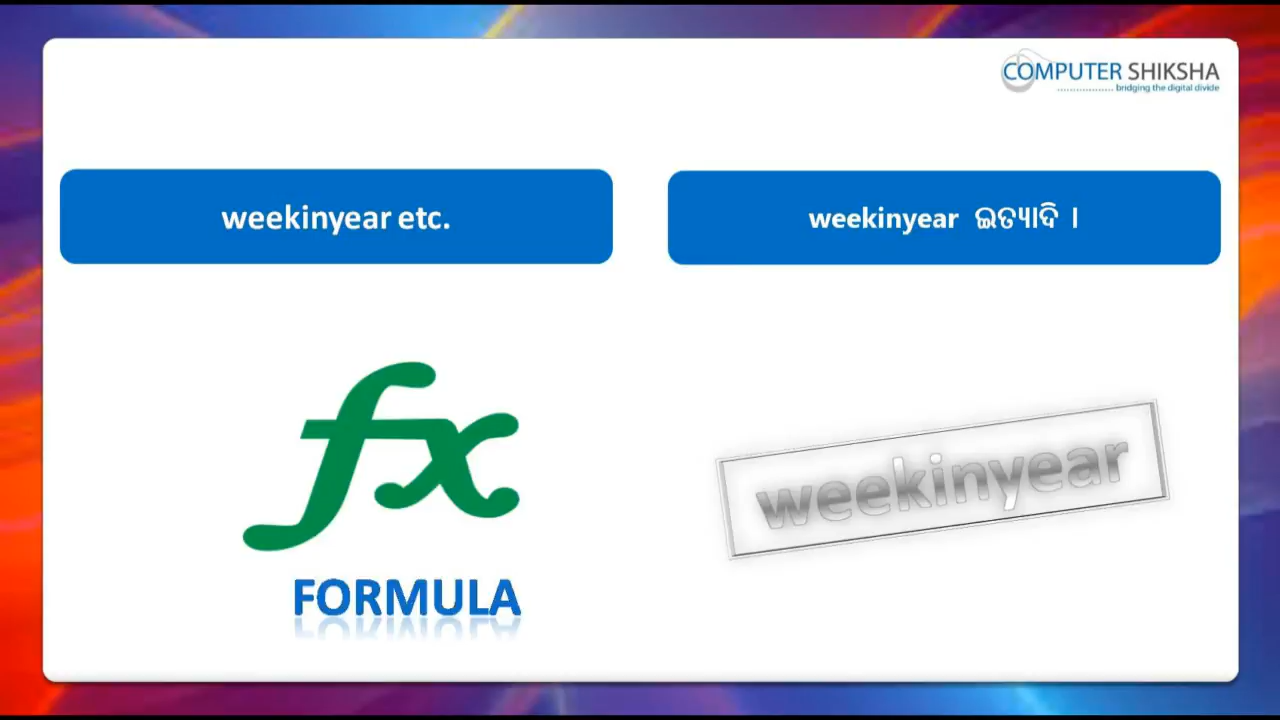 COMPUTER SHIKSHA
bridging the digital divide
weekinyear etc.
weekinyear ଇତ୍ୟାଦି ।
fx
FORMULA
weekinyear